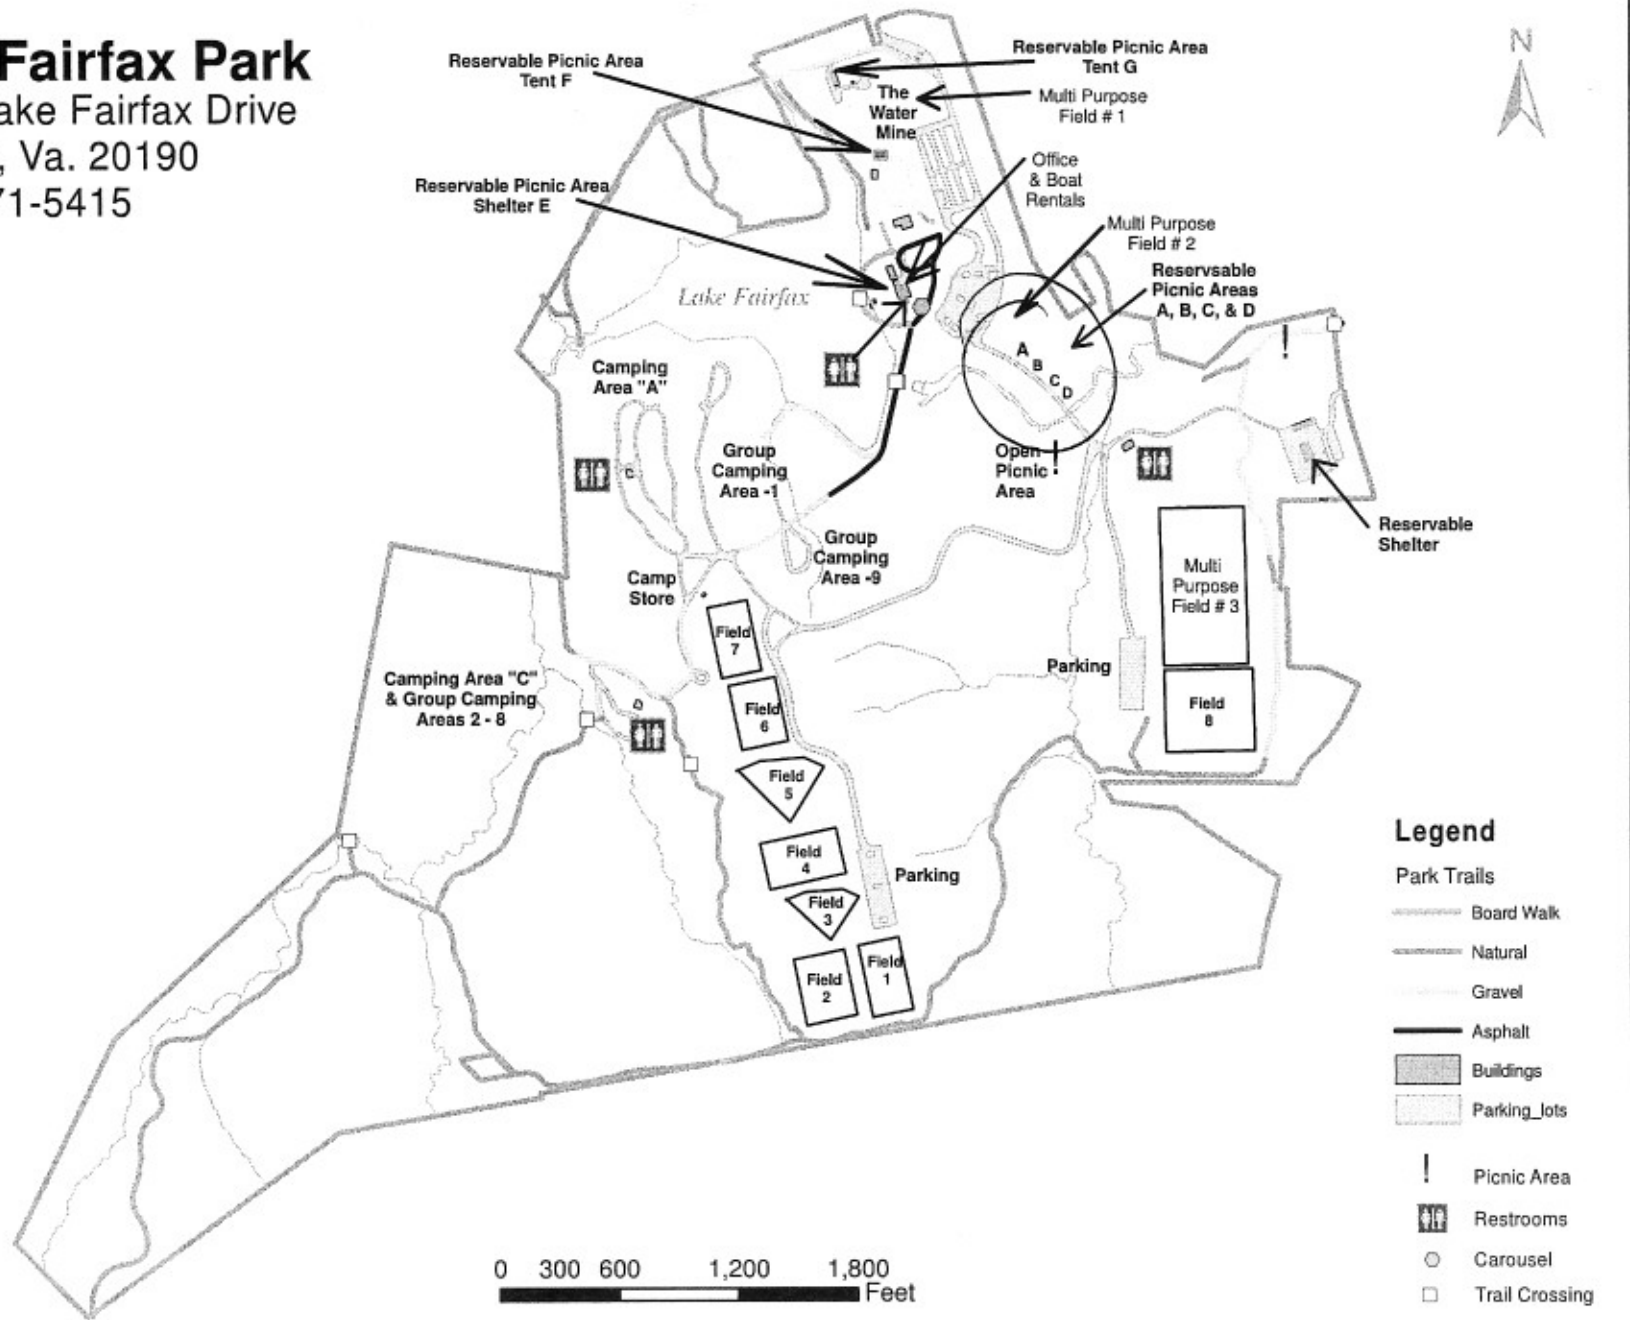 Fairfax Park
ake Fairfax Drive
, Va. 20190
71-5415
Reservable Picnic Area
Tent F
Reservable Picnic Area
Tent G
The
Water
Mine
Multi Purpose
Field # 1
N
Reservable Picnic Area
Shelter E
Office
& Boat
Rentals
Multi Purpose
Field # 2
Reservsable
Picnic Areas
A, B, C, & D
Lake Fairfax
A
B
C
D
Camping
Area "A"
Group
Camping
Area -1
Open
Picnic
Area
Reservable
Shelter
Group
Camping
Area -9
Camp
Store
Multi
Purpose
Field # 3
Field
7
Parking
Camping Area "C"
& Group Camping
Areas 2 - 8
Field
6
Field
8
Field
5
Field
4
Parking
Field
3
Field
2
Field
1
Legend
Park Trails
Board Walk
Natural
Gravel
Asphalt
Buildings
Parking_lots
Picnic Area
Restrooms
Carousel
Trail Crossing
0 300 600 1,200 1,800
Feet